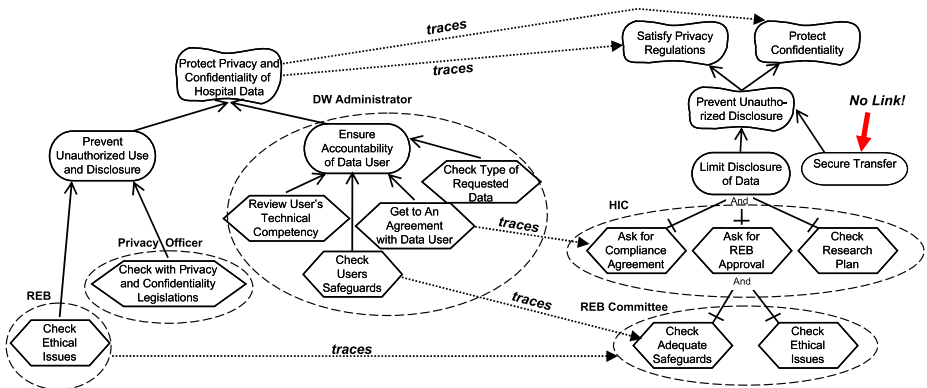 traces
traces
Protect Privacy and
Confidentiality of
Hospital Data
Satisfy Privacy
Regulations
Protect
Confidentiality
DW Administrator
Prevent Unautho-
rized Disclosure
No Link!
Prevent
Unauthorized Use
and Disclosure
Ensure
Accountability
of Data User
Check Type of
Requested
Data
Limit Disclosure
of Data
Secure Transfer
And
Review User's
Technical
Competency
Get to An
Agreement
with Data User
traces
HIC
Ask for
Compliance
Agreement
Ask for
REB
Approval
Check
Research
Plan
Privacy Officer
Check with Privacy
and Confidentiality
Legislations
Check
Users
Safeguards
And
REB
Check
Ethical
Issues
traces
REB Committee
Check
Adequate
Safeguards
Check
Ethical
Issues
traces